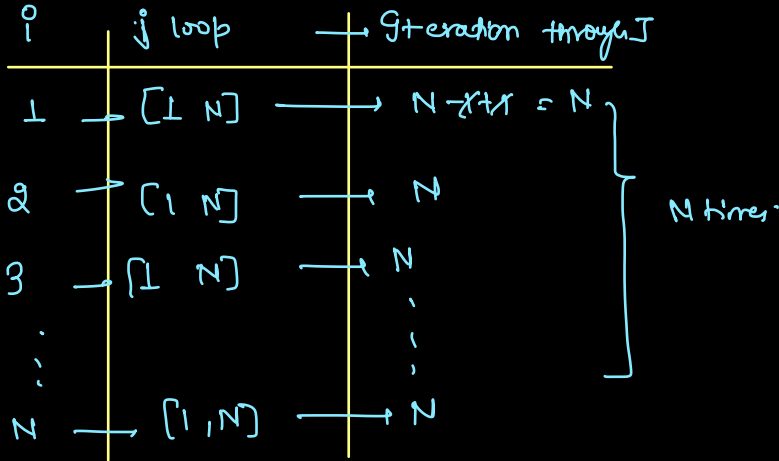 i j loop → Iteration through J
1 → [1 N] → N - 1 + 1 = N
2 → [1 N] → N
N times
3 → [1 N] → N
⋮
N → [1, N] → N